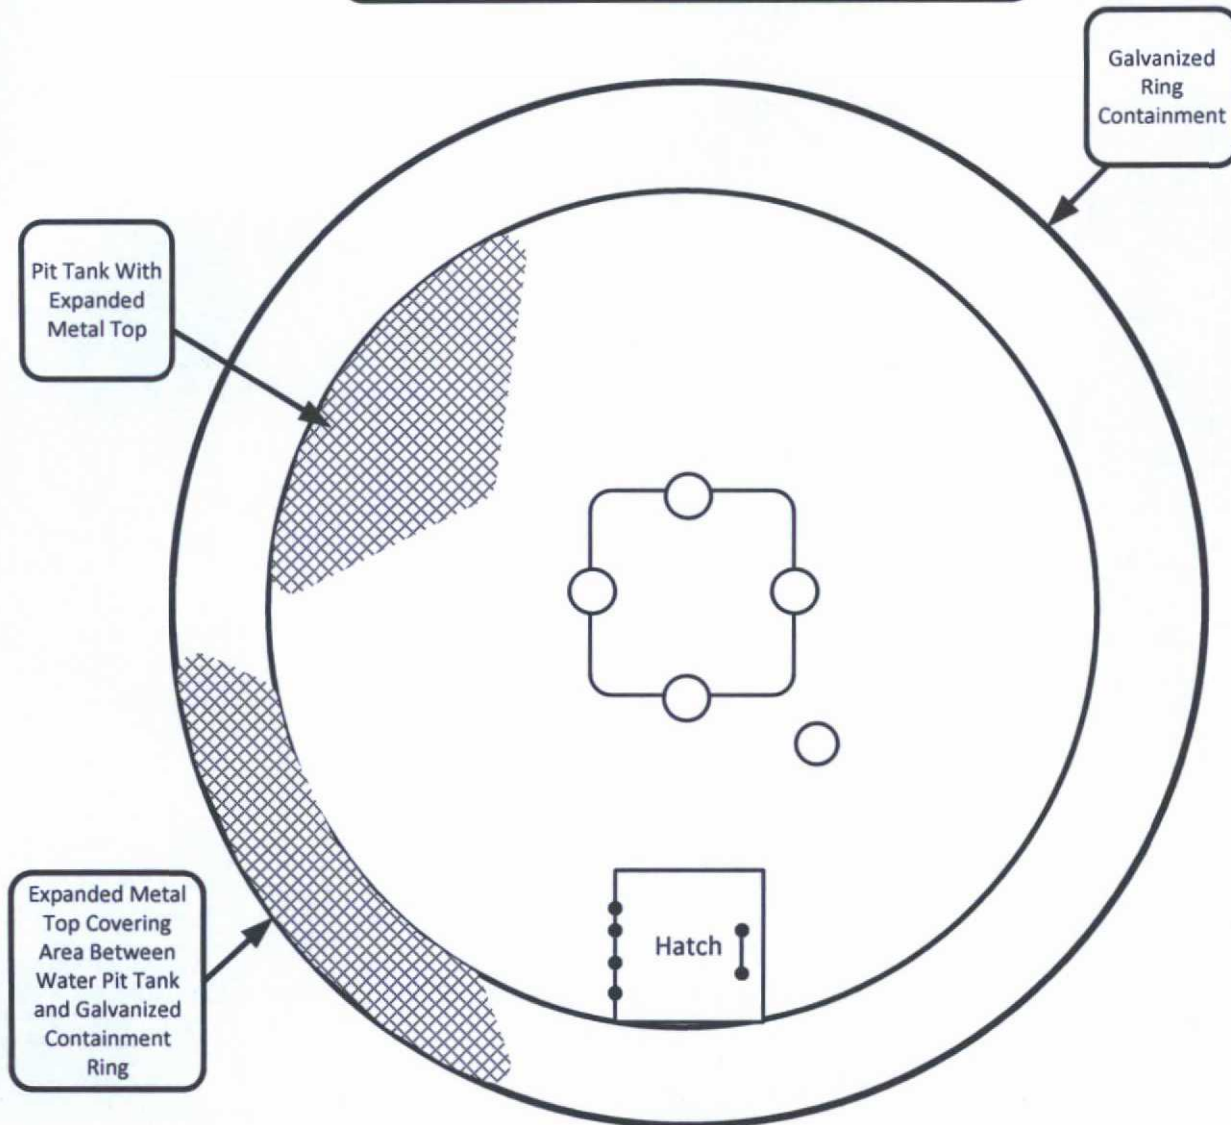 Galvanized
Ring
Containment
Pit Tank With
Expanded
Metal Top
Expanded Metal
Top Covering
Area Between
Water Pit Tank
and Galvanized
Containment
Ring
Hatch